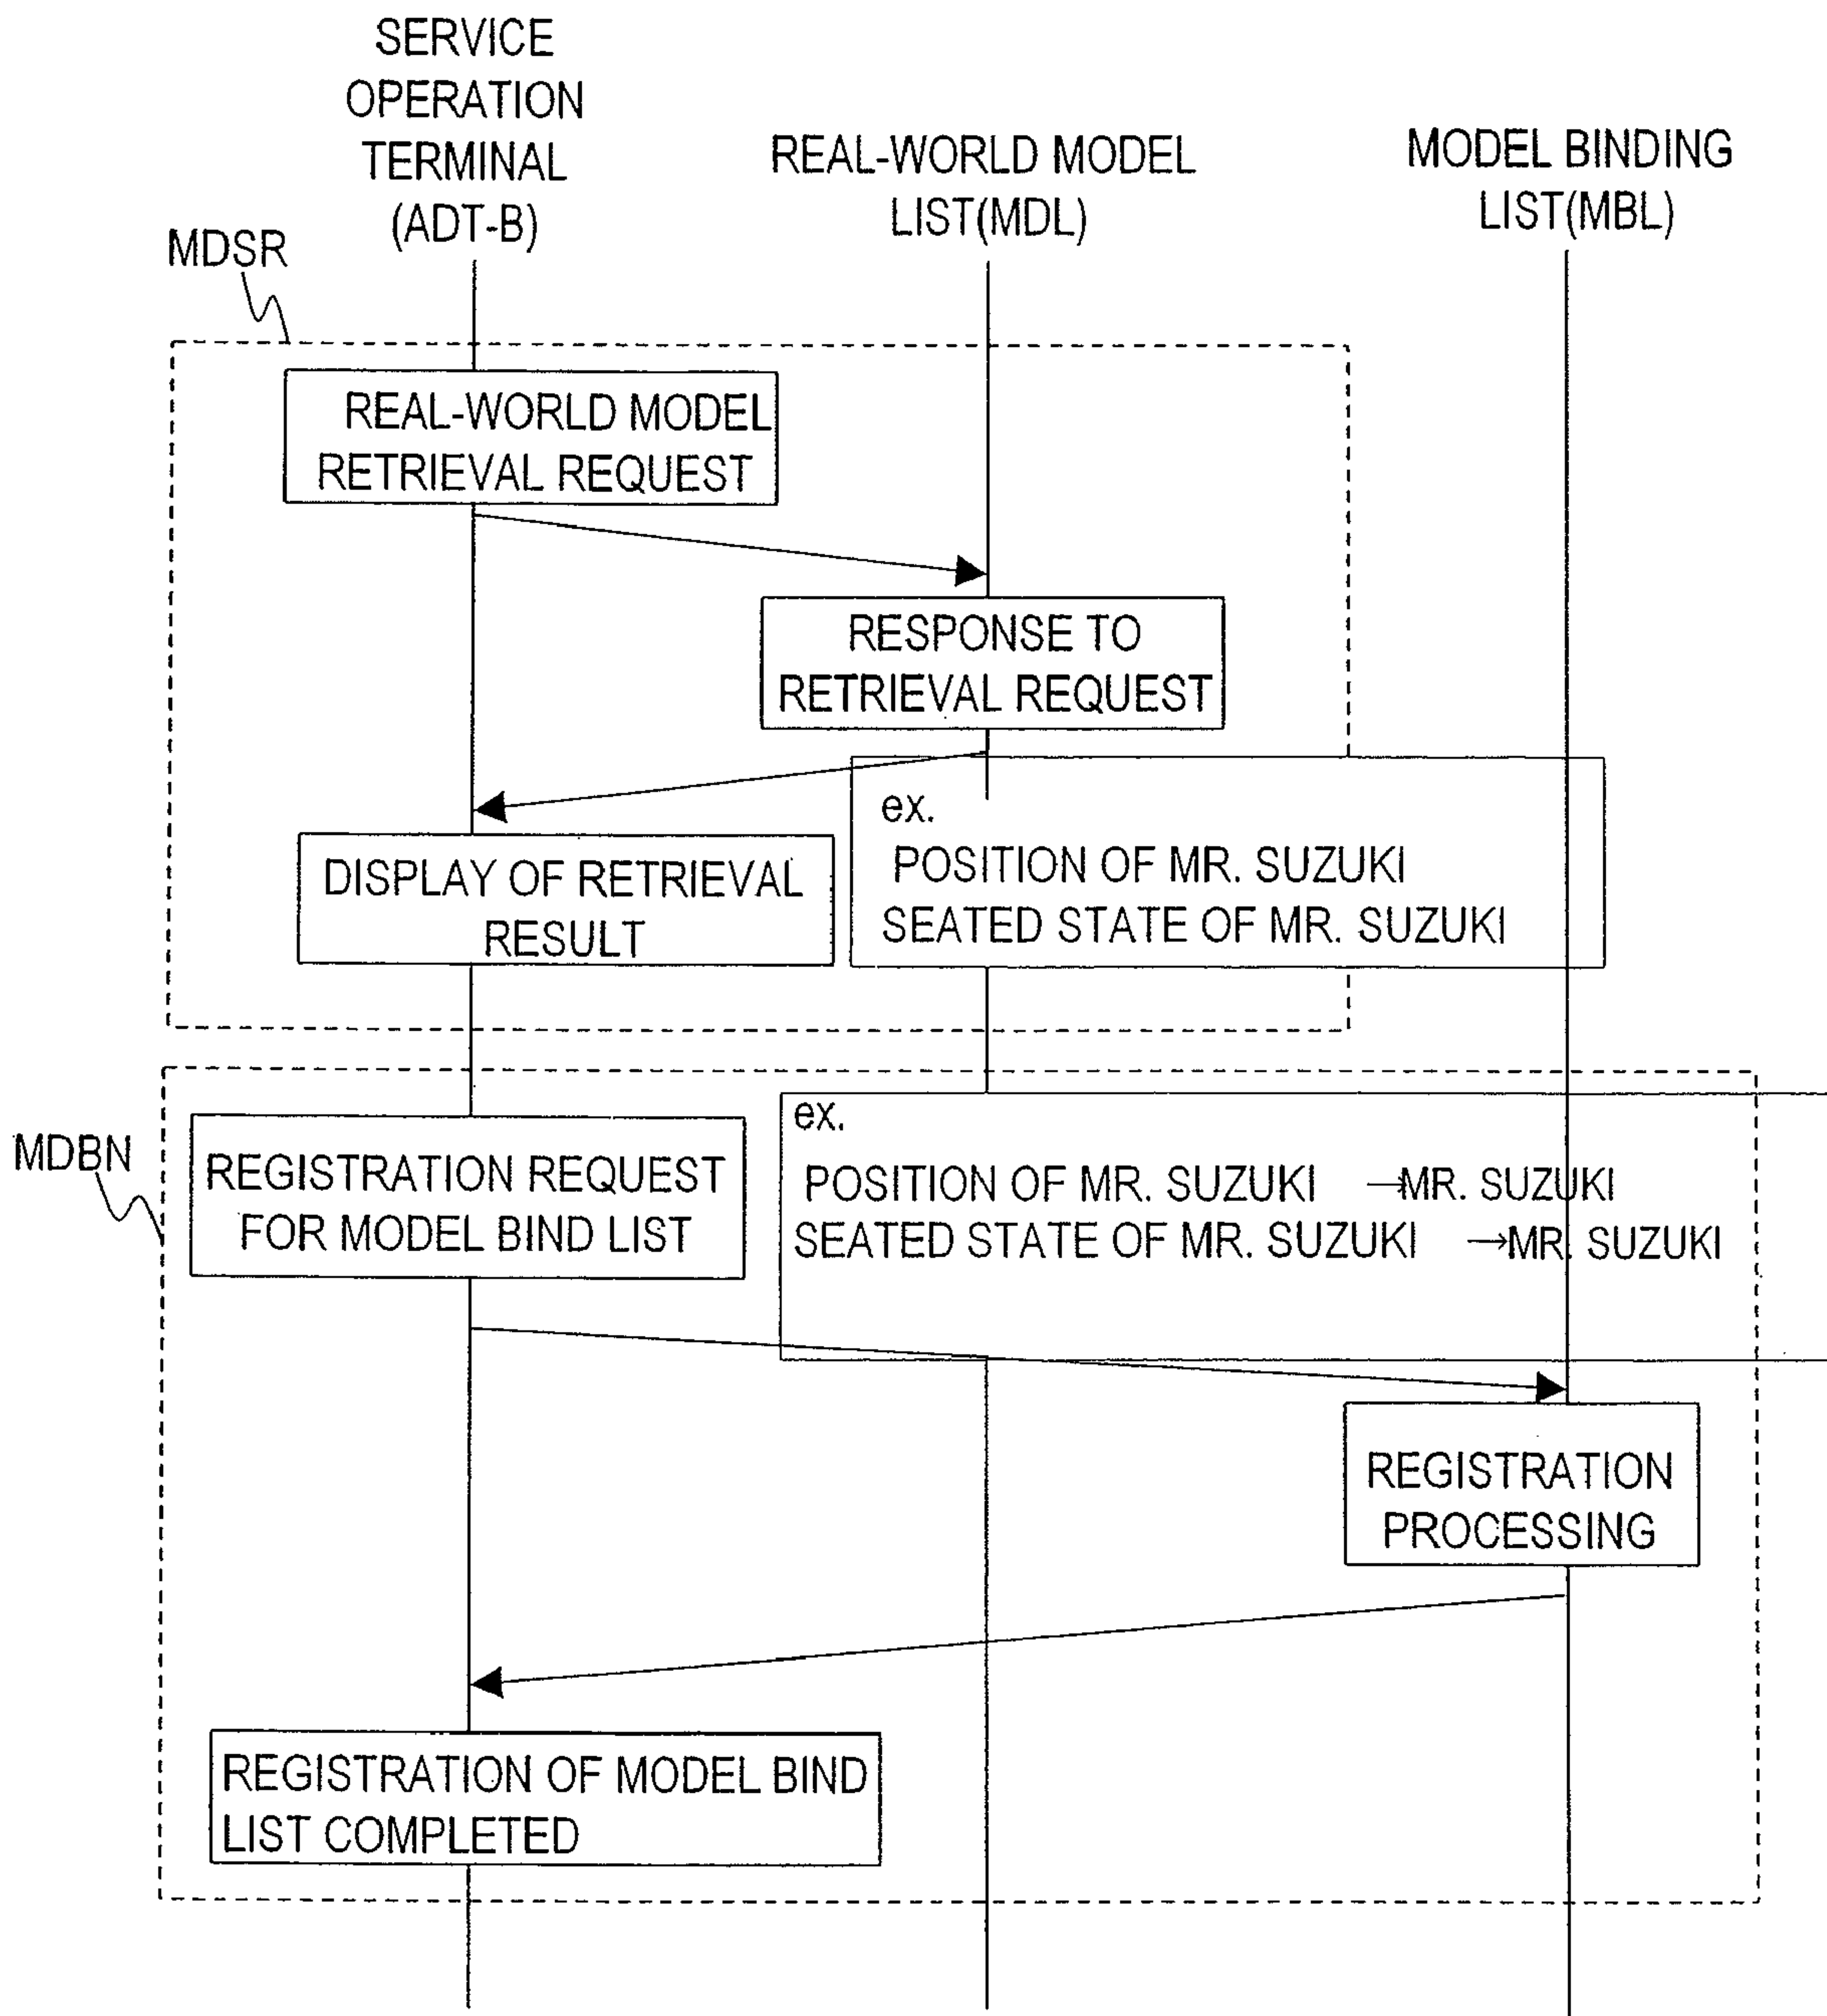 SERVICE
OPERATION
TERMINAL
(ADT-B)
REAL-WORLD MODEL
LIST(MDL)
MODEL BINDING
LIST(MBL)
MDSR
REAL-WORLD MODEL
RETRIEVAL REQUEST
RESPONSE TO
RETRIEVAL REQUEST
ex.
POSITION OF MR. SUZUKI
SEATED STATE OF MR. SUZUKI
DISPLAY OF RETRIEVAL
RESULT
MDBN
REGISTRATION REQUEST
FOR MODEL BIND LIST
ex.
POSITION OF MR. SUZUKI →MR. SUZUKI
SEATED STATE OF MR. SUZUKI →MR. SUZUKI
REGISTRATION
PROCESSING
REGISTRATION OF MODEL BIND
LIST COMPLETED